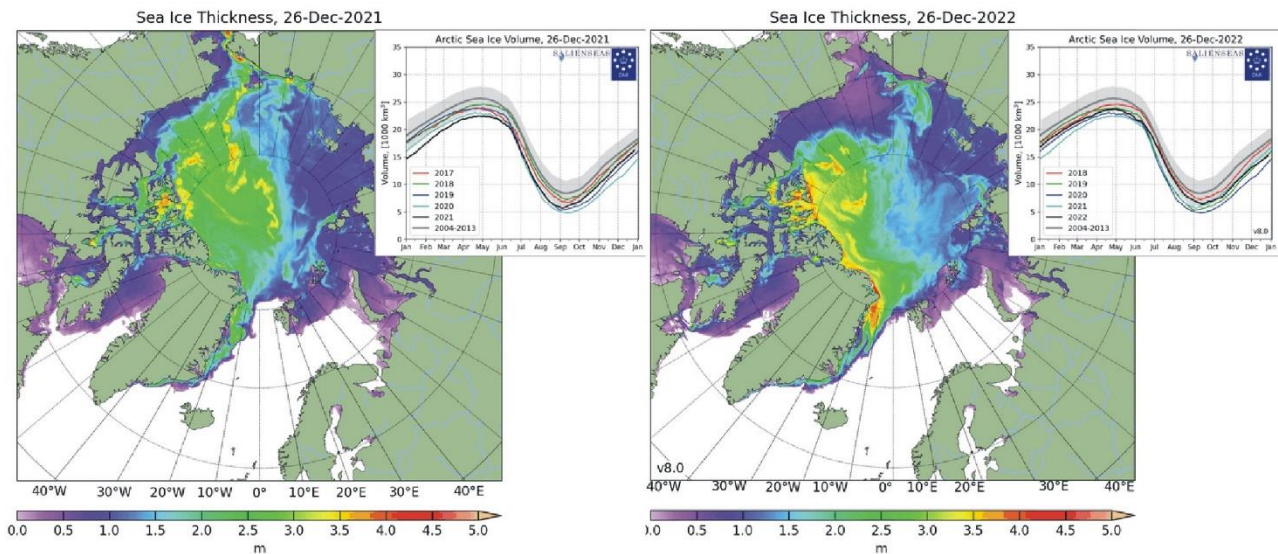 Sea Ice Thickness, 26-Dec-2021
Arctic Sea Ice Volume, 26-Dec-2021
SALIENSEAS
DMI
Volume, [1000 km³]
35
30
25
20
15
10
5
0
2017
2018
2019
2020
2021
2004-2013
Jan Feb Mar Apr May Jun Jul Aug Sep Oct Nov Dec Jan
40°W 20°W 10°W 0° 10°E 20°E 30°E 40°E
0.0 0.5 1.0 1.5 2.0 2.5 3.0 3.5 4.0 4.5 5.0
m
Sea Ice Thickness, 26-Dec-2022
Arctic Sea Ice Volume, 26-Dec-2022
SALIENSEAS
DMI
Volume, [1000 km³]
35
30
25
20
15
10
5
0
2018
2019
2020
2021
2022
2004-2013
v8.0
Jan Feb Mar Apr May Jun Jul Aug Sep Oct Nov Dec Jan
v8.0
40°W 20°W 10°W 0°E 10°E 20°E 30°E 40°E
0.0 0.5 1.0 1.5 2.0 2.5 3.0 3.5 4.0 4.5 5.0
m